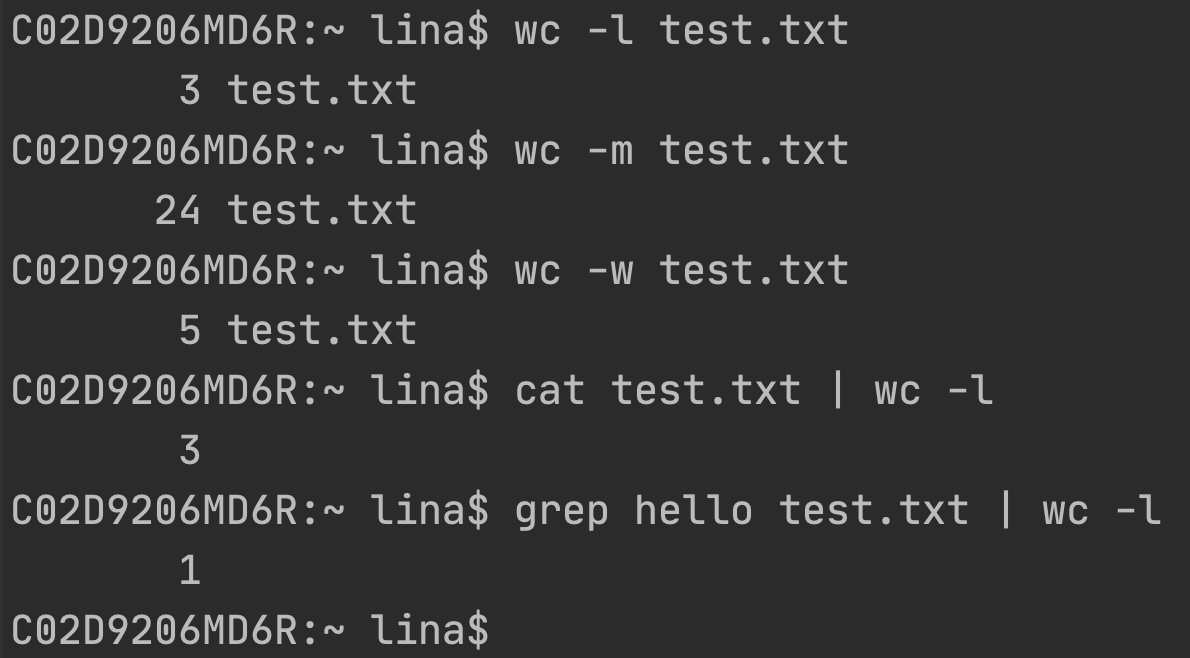 C02D9206MD6R:~ lina$ wc -l test.txt
3 test.txt
C02D9206MD6R:~ lina$ wc -m test.txt
24 test.txt
C02D9206MD6R:~ lina$ wc -w test.txt
5 test.txt
C02D9206MD6R:~ lina$ cat test.txt | wc -l
3
C02D9206MD6R:~ lina$ grep hello test.txt | wc -l
1
C02D9206MD6R:~ lina$